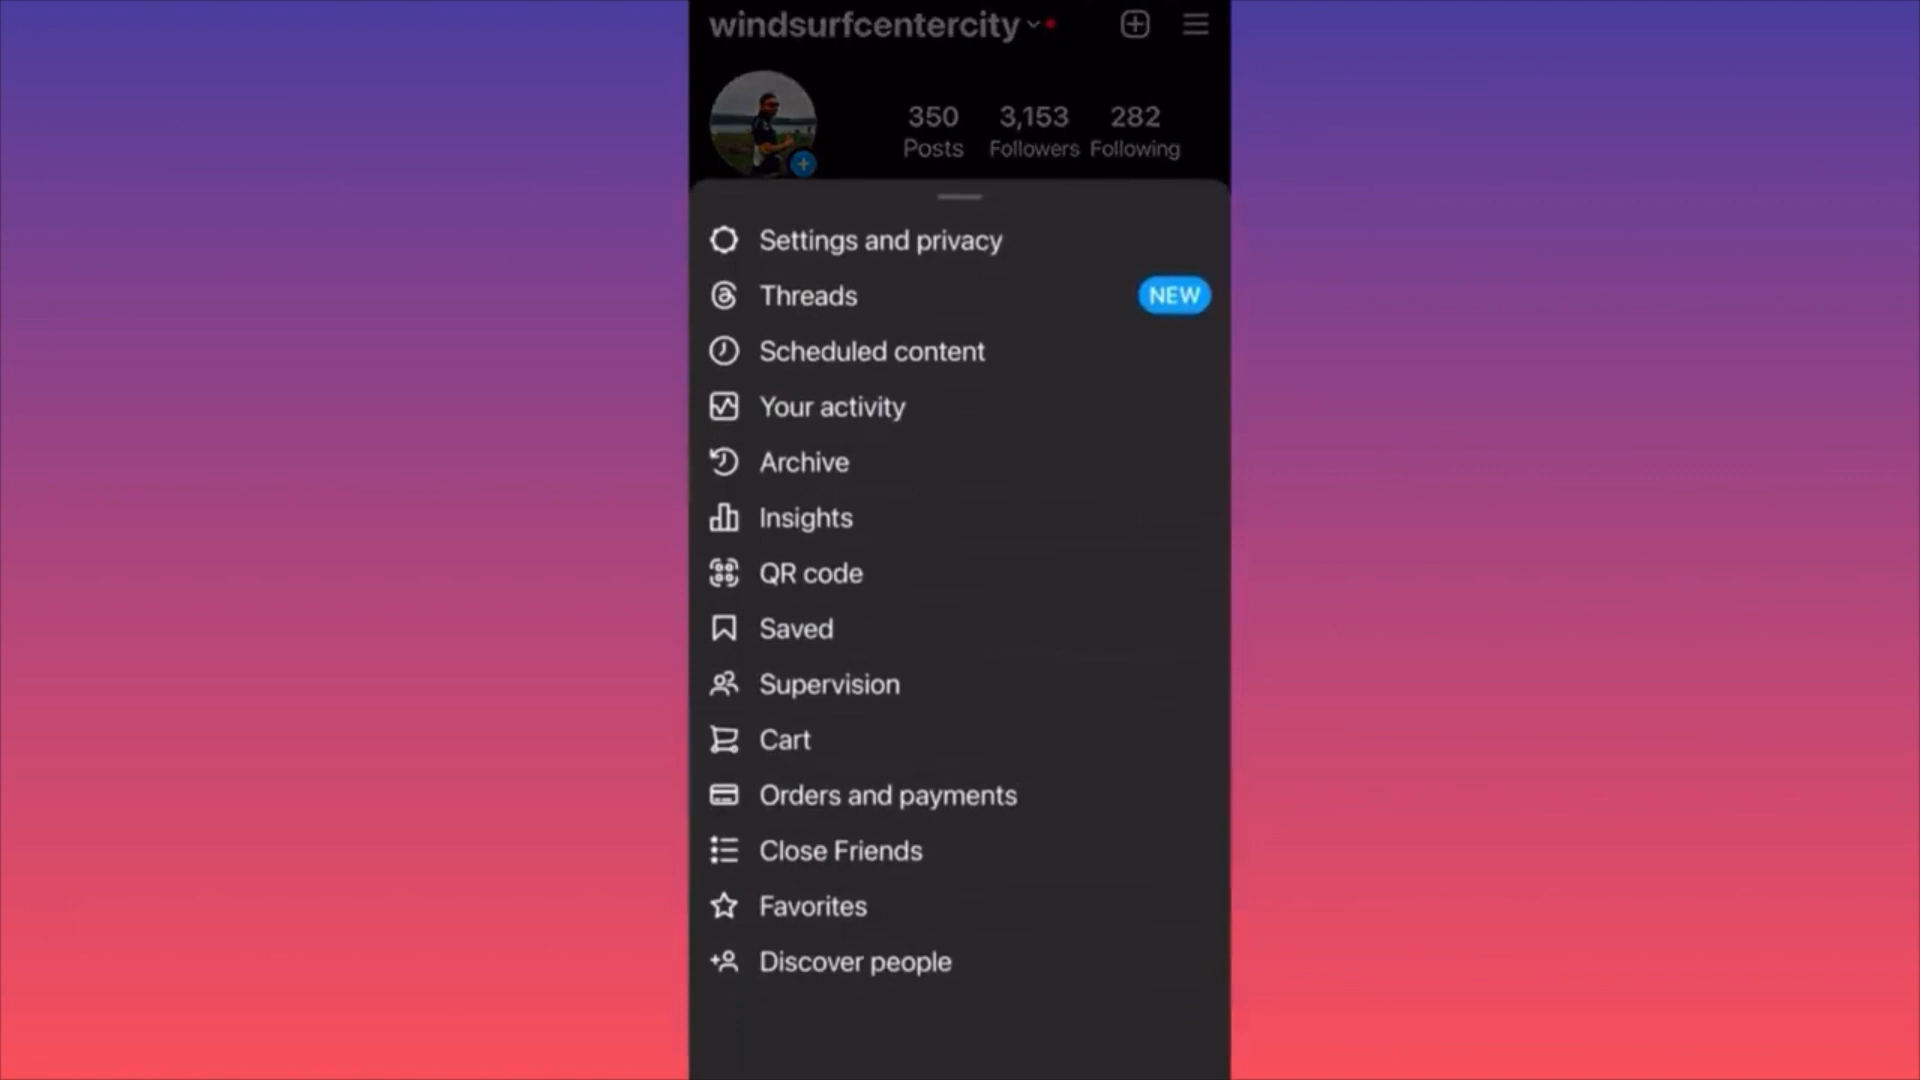 windsurfcentercity
350 3,153 282
Posts Followers Following
Settings and privacy
Threads NEW
Scheduled content
Your activity
Archive
Insights
QR code
Saved
Supervision
Cart
Orders and payments
Close Friends
Favorites
Discover people